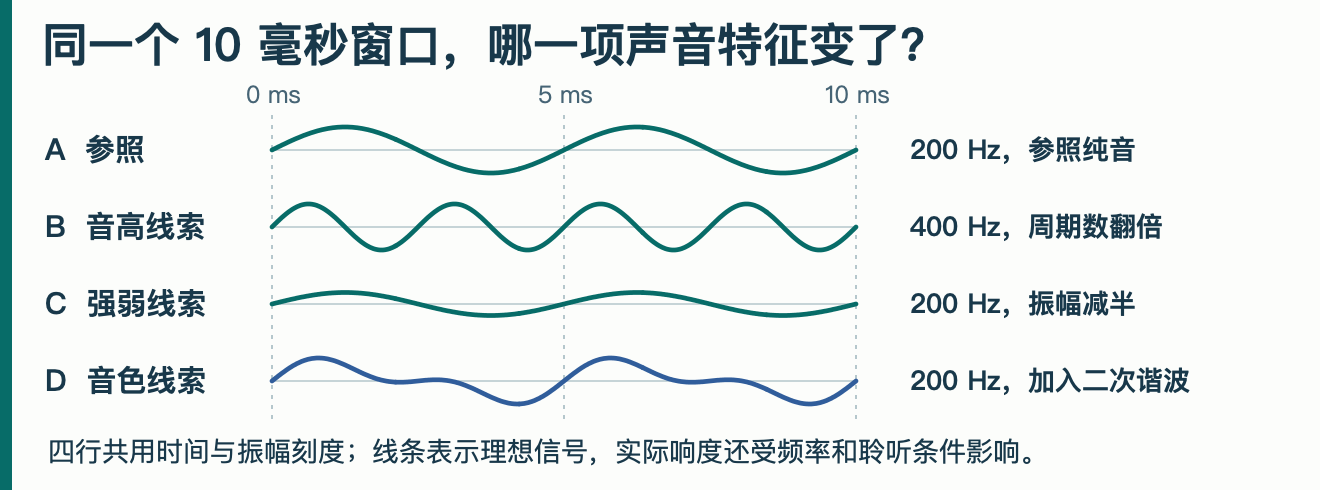 同一个 10 毫秒窗口，哪一项声音特征变了？
0 ms 5 ms 10 ms
A 参照 200 Hz，参照纯音
B 音高线索 400 Hz，周期数翻倍
C 强弱线索 200 Hz，振幅减半
D 音色线索 200 Hz，加入二次谐波
四行共用时间与振幅刻度；线条表示理想信号，实际响度还受频率和聆听条件影响。